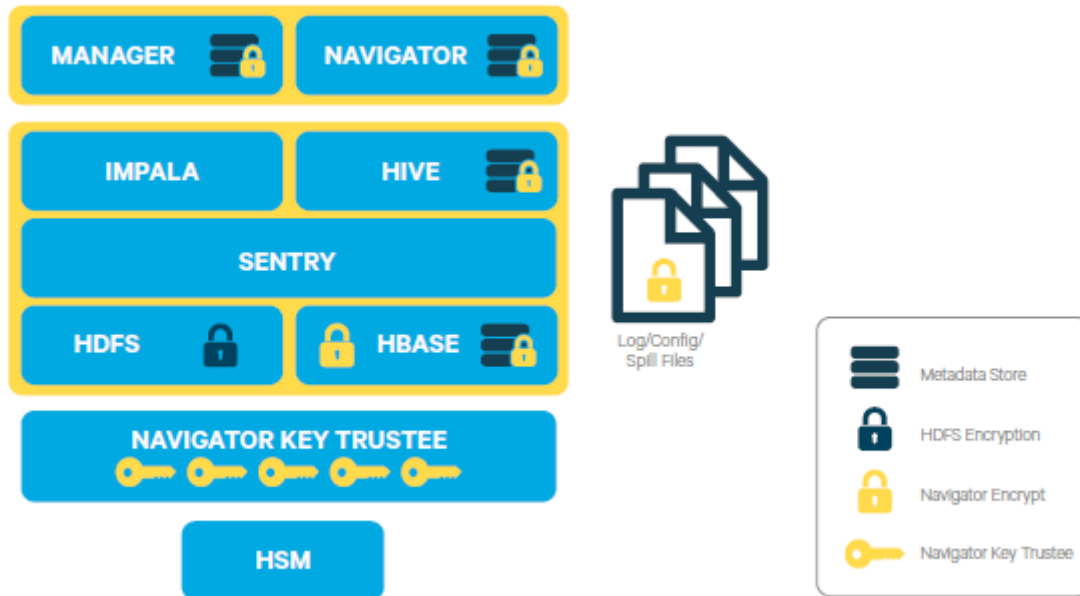 MANAGER
NAVIGATOR
IMPALA
HIVE
SENTRY
HDFS
HBASE
NAVIGATOR KEY TRUSTEE
HSM
Log/Config/
Spill Files
Metadata Store
HDFS Encryption
Navigator Encrypt
Navigator Key Trustee